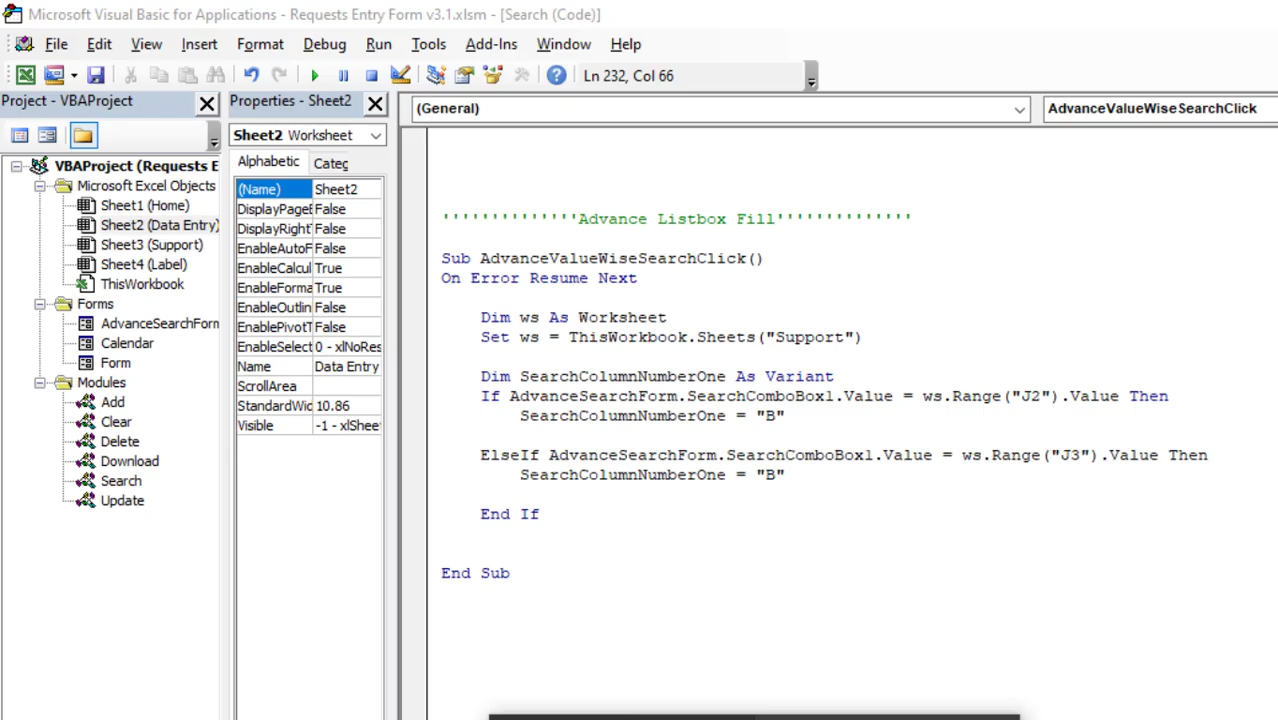 Microsoft Visual Basic for Applications - Requests Entry Form v3.1.xlsm - [Search (Code)]
File Edit View Insert Format Debug Run Tools Add-Ins Window Help
Ln 232, Col 66
Project - VBAProject
VBAProject (Requests E
Microsoft Excel Objects
Sheet1 (Home)
Sheet2 (Data Entry)
Sheet3 (Support)
Sheet4 (Label)
ThisWorkbook
Forms
AdvanceSearchForm
Calendar
Form
Modules
Add
Clear
Delete
Download
Search
Update
Properties - Sheet2
Sheet2 Worksheet
Alphabetic Categ
(Name) Sheet2
DisplayPageB False
DisplayRightT False
EnableAutoF False
EnableCalcul True
EnableForma True
EnableOutlin False
EnablePivotT False
EnableSelect 0 - xlNoRes
Name Data Entry
ScrollArea
StandardWid 10.86
Visible -1 - xlSheet
(General) AdvanceValueWiseSearchClick
''''''''''''''Advance Listbox Fill''''''''''''''
Sub AdvanceValueWiseSearchClick()
On Error Resume Next
Dim ws As Worksheet
Set ws = ThisWorkbook.Sheets("Support")
Dim SearchColumnNumberOne As Variant
If AdvanceSearchForm.SearchComboBox1.Value = ws.Range("J2").Value Then
SearchColumnNumberOne = "B"
ElseIf AdvanceSearchForm.SearchComboBox1.Value = ws.Range("J3").Value Then
SearchColumnNumberOne = "B"
End If
End Sub